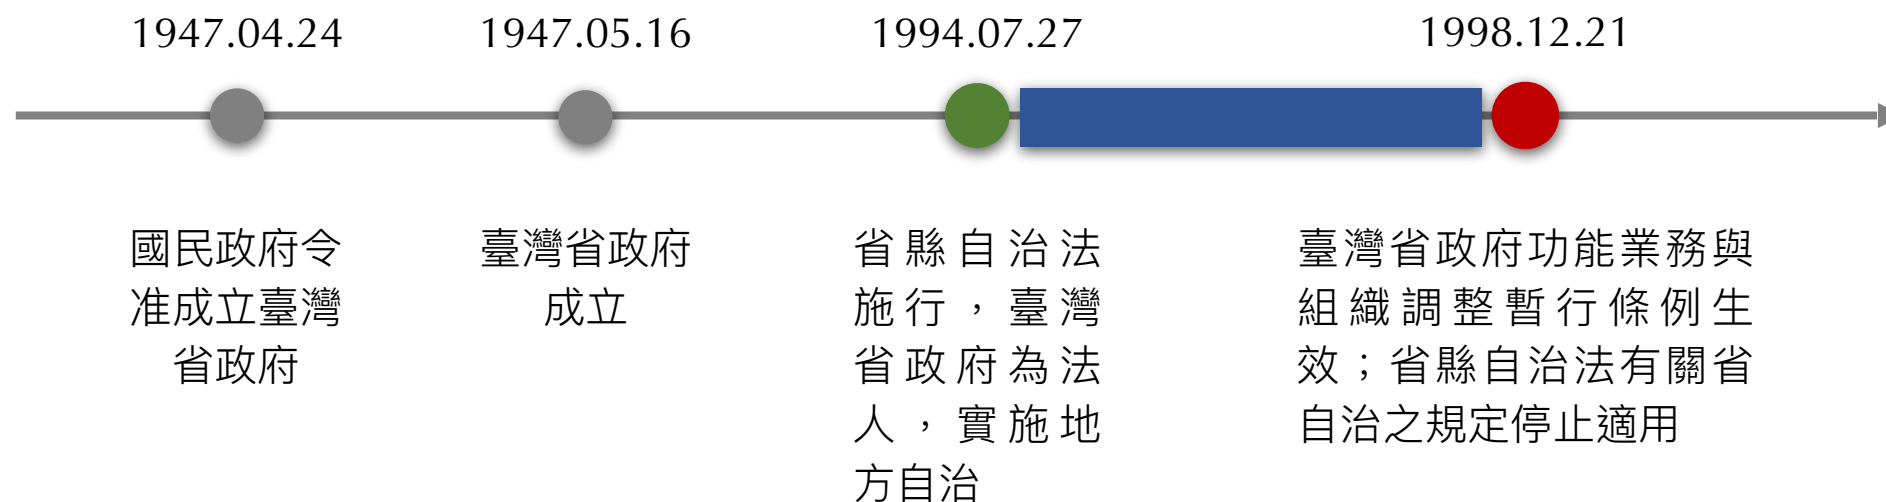 1947.04.24
1947.05.16
1994.07.27
1998.12.21
國民政府令
准成立臺灣
省政府
臺灣省政府
成立
省縣自治法
施行，臺灣
省政府為法
人，實施地
方自治
臺灣省政府功能業務與
組織調整暫行條例生
效；省縣自治法有關省
自治之規定停止適用